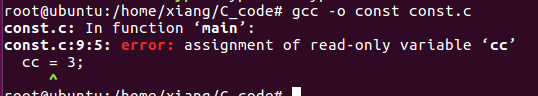 root@ubuntu:/home/xiang/C_code# gcc -o const const.c
const.c: In function ‘main’:
const.c:9:5: error: assignment of read-only variable ‘cc’
  cc = 3;
     ^
root@ubuntu:/home/xiang/C_code#